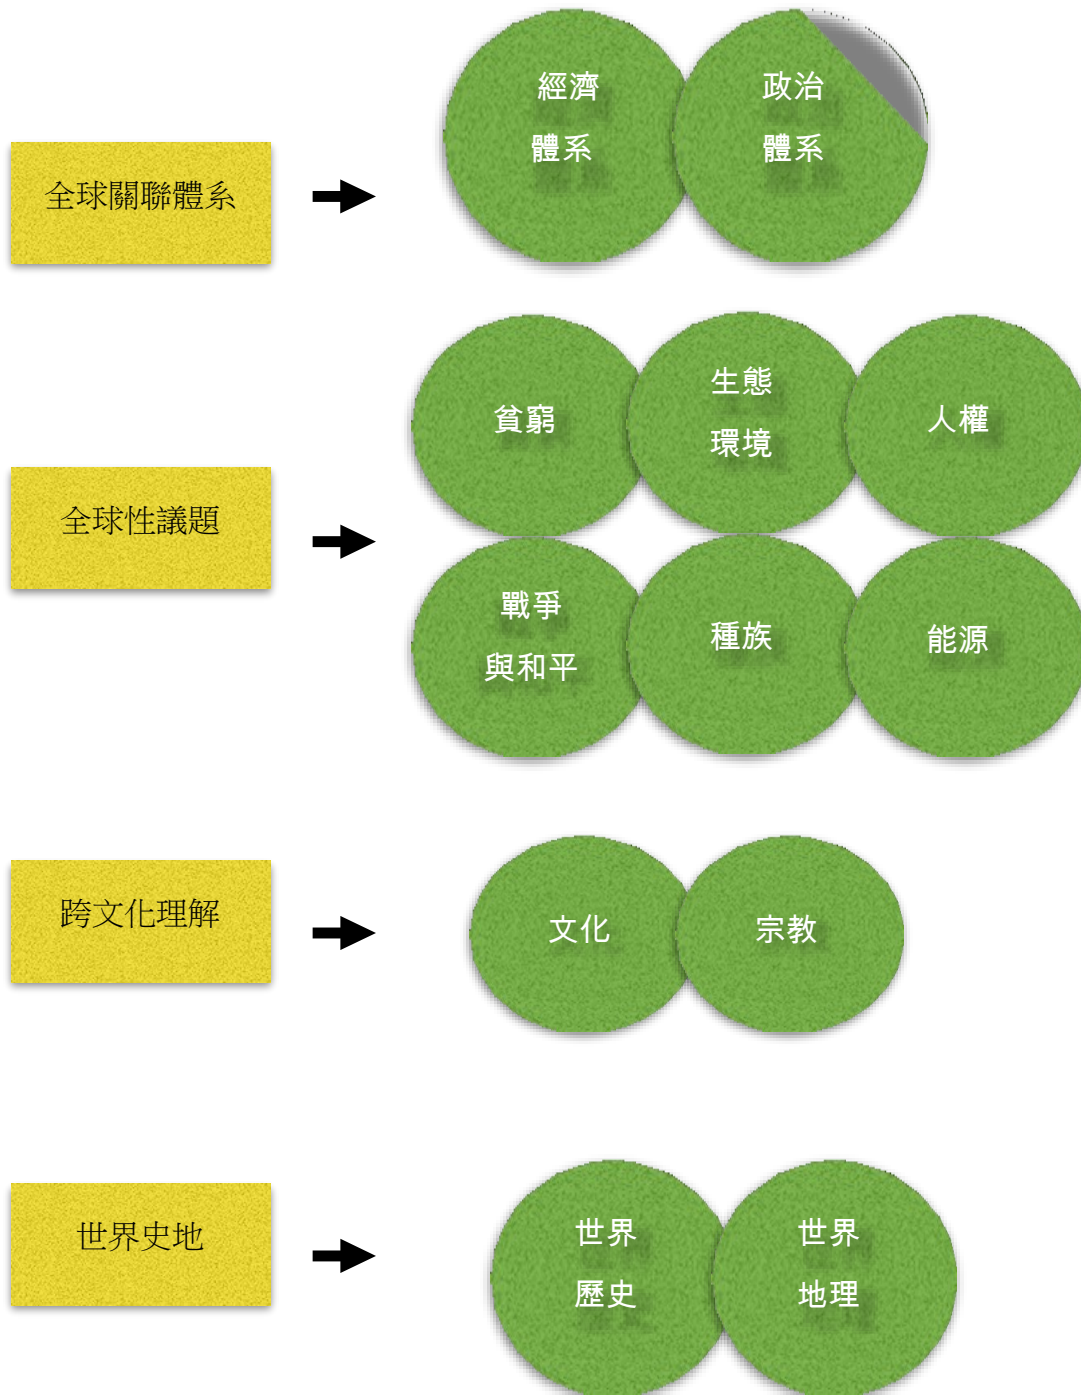 全球關聯體系
經濟
體系
政治
體系
全球性議題
貧窮
生態
環境
人權
戰爭
與和平
種族
能源
跨文化理解
文化
宗教
世界史地
世界
歷史
世界
地理